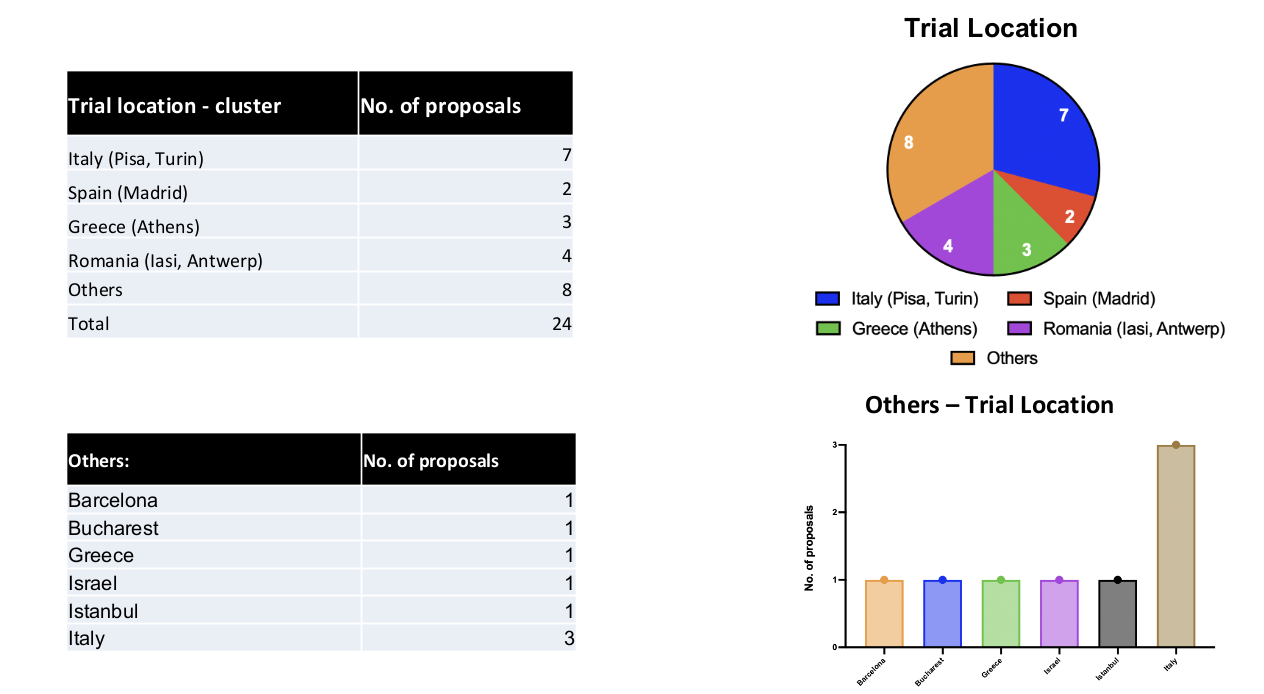 Trial location - cluster No. of proposals
Italy (Pisa, Turin) 7
Spain (Madrid) 2
Greece (Athens) 3
Romania (Iasi, Antwerp) 4
Others 8
Total 24
Trial Location
7
2
3
4
8
Italy (Pisa, Turin) Spain (Madrid)
Greece (Athens) Romania (Iasi, Antwerp)
Others
Others: No. of proposals
Barcelona 1
Bucharest 1
Greece 1
Israel 1
Istanbul 1
Italy 3
Others – Trial Location
No. of proposals
3
2
1
0
Barcelona Bucharest Greece Israel Istanbul Italy